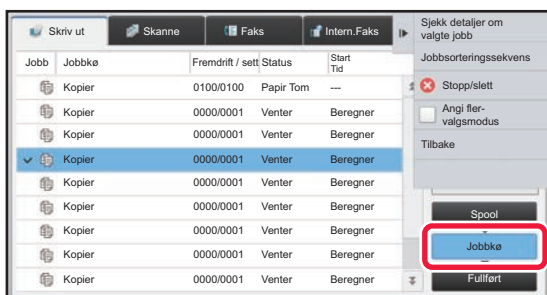 Skriv ut
Skanne
Faks
Intern.Faks
Sjekk detaljer om
valgte jobb
Jobbsorteringssekvens
Stopp/slett
Angi fler-
valgsmodus
Tilbake
Jobb Jobbkø Fremdrift / sett Status Start
Tid
Kopier 0100/0100 Papir Tom ---
Kopier 0000/0001 Venter Beregner
Kopier 0000/0001 Venter Beregner
Kopier 0000/0001 Venter Beregner
Kopier 0000/0001 Venter Beregner
Kopier 0000/0001 Venter Beregner
Kopier 0000/0001 Venter Beregner
Kopier 0000/0001 Venter Beregner
Kopier 0000/0001 Venter Beregner
Spool
Jobbkø
Fullført